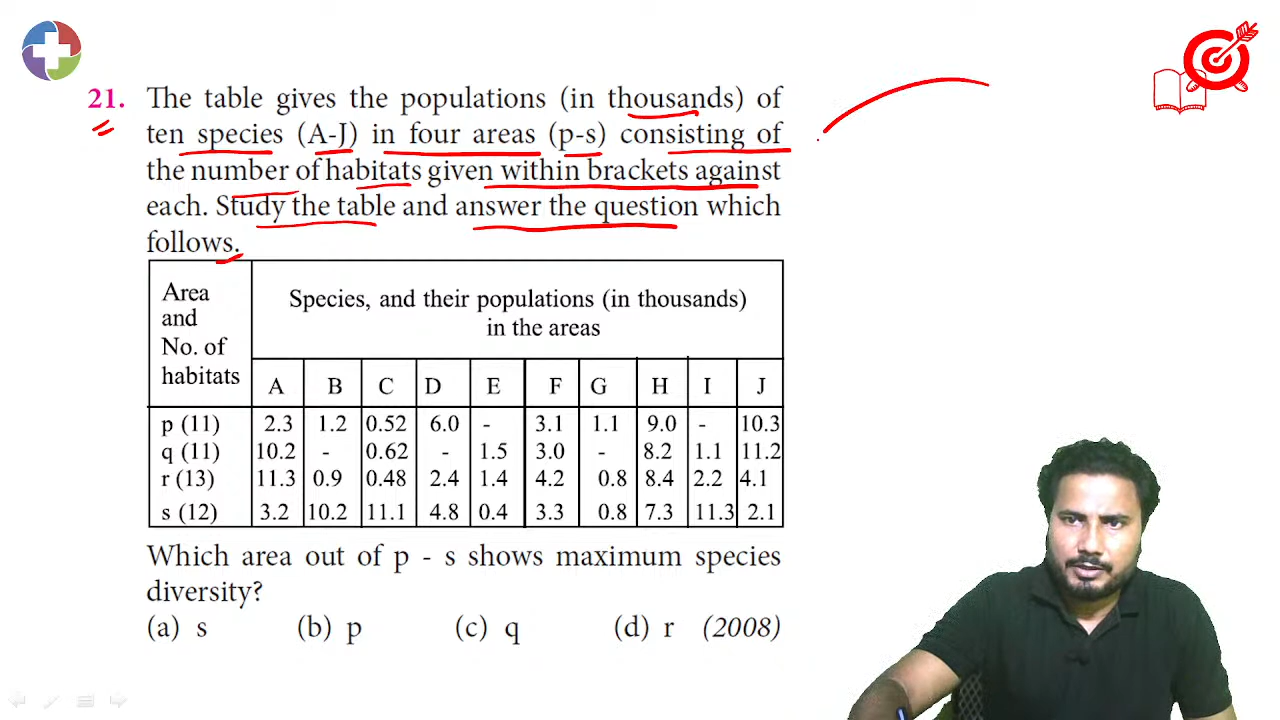 21. The table gives the populations (in thousands) of
ten species (A-J) in four areas (p-s) consisting of
the number of habitats given within brackets against
each. Study the table and answer the question which
follows.
Area and No. of habitats
Species, and their populations (in thousands)
in the areas
A B C D E F G H I J
p (11) 2.3 1.2 0.52 6.0 - 3.1 1.1 9.0 - 10.3
q (11) 10.2 - 0.62 - 1.5 3.0 - 8.2 1.1 11.2
r (13) 11.3 0.9 0.48 2.4 1.4 4.2 0.8 8.4 2.2 4.1
s (12) 3.2 10.2 11.1 4.8 0.4 3.3 0.8 7.3 11.3 2.1
Which area out of p - s shows maximum species
diversity?
(a) s (b) p (c) q (d) r (2008)